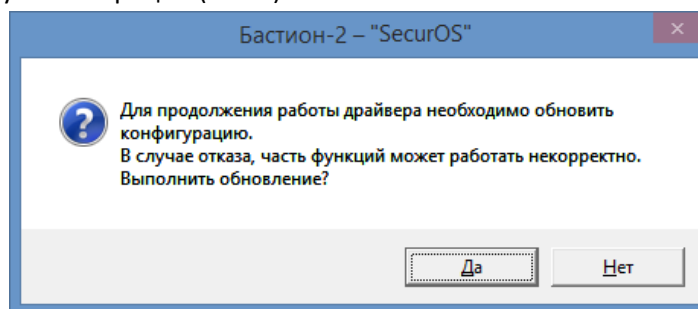 Бастион-2 – "SecurOS"
Для продолжения работы драйвера необходимо обновить
конфигурацию.
В случае отказа, часть функций может работать некорректно.
Выполнить обновление?
Да
Нет